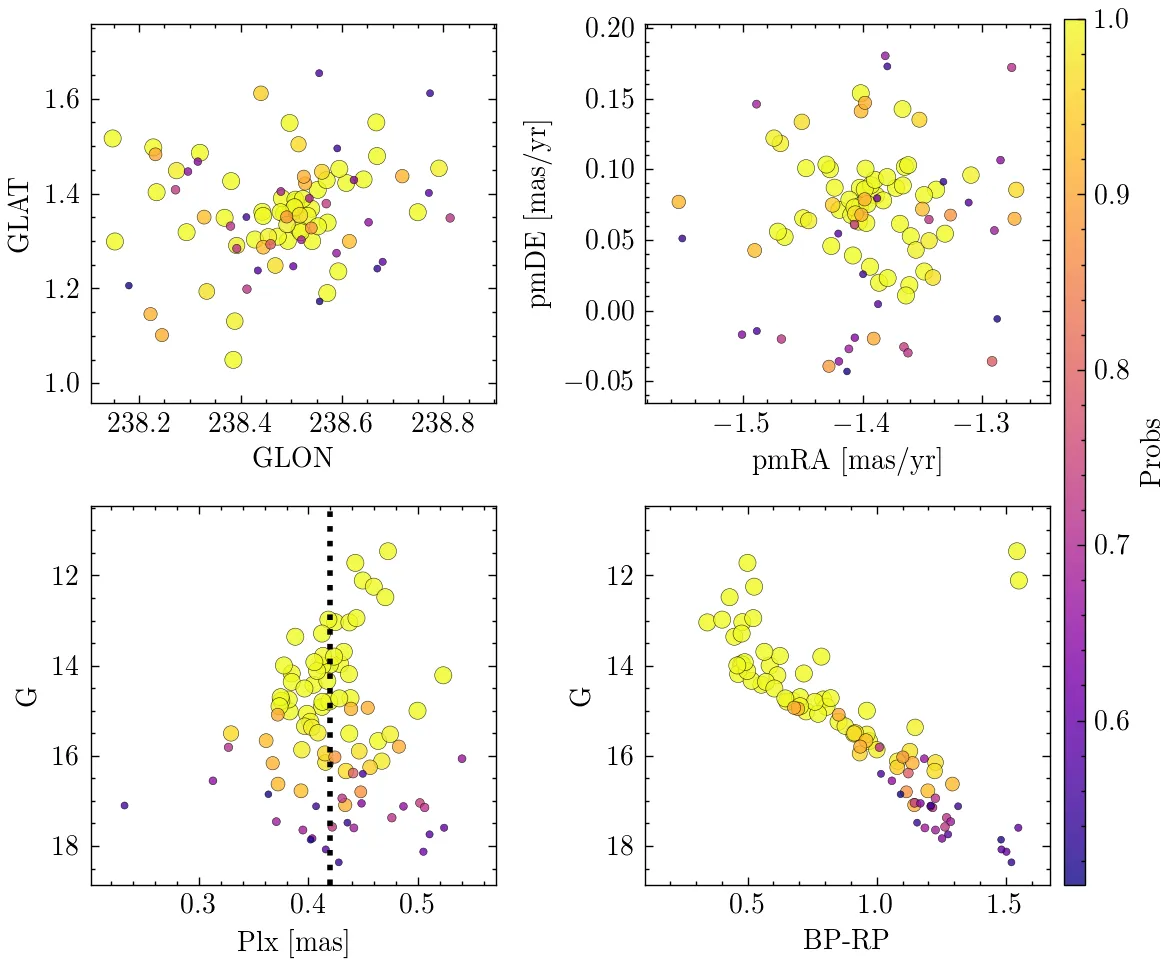 1.6
1.4
1.2
1.0
GLAT
238.2 238.4 238.6 238.8
GLON
0.20
0.15
0.10
0.05
0.00
−0.05
pmDE [mas/yr]
−1.5 −1.4 −1.3
pmRA [mas/yr]
1.0
0.9
0.8
0.7
0.6
Probs
12
14
16
18
G
0.3 0.4 0.5
Plx [mas]
12
14
16
18
G
0.5 1.0 1.5
BP-RP